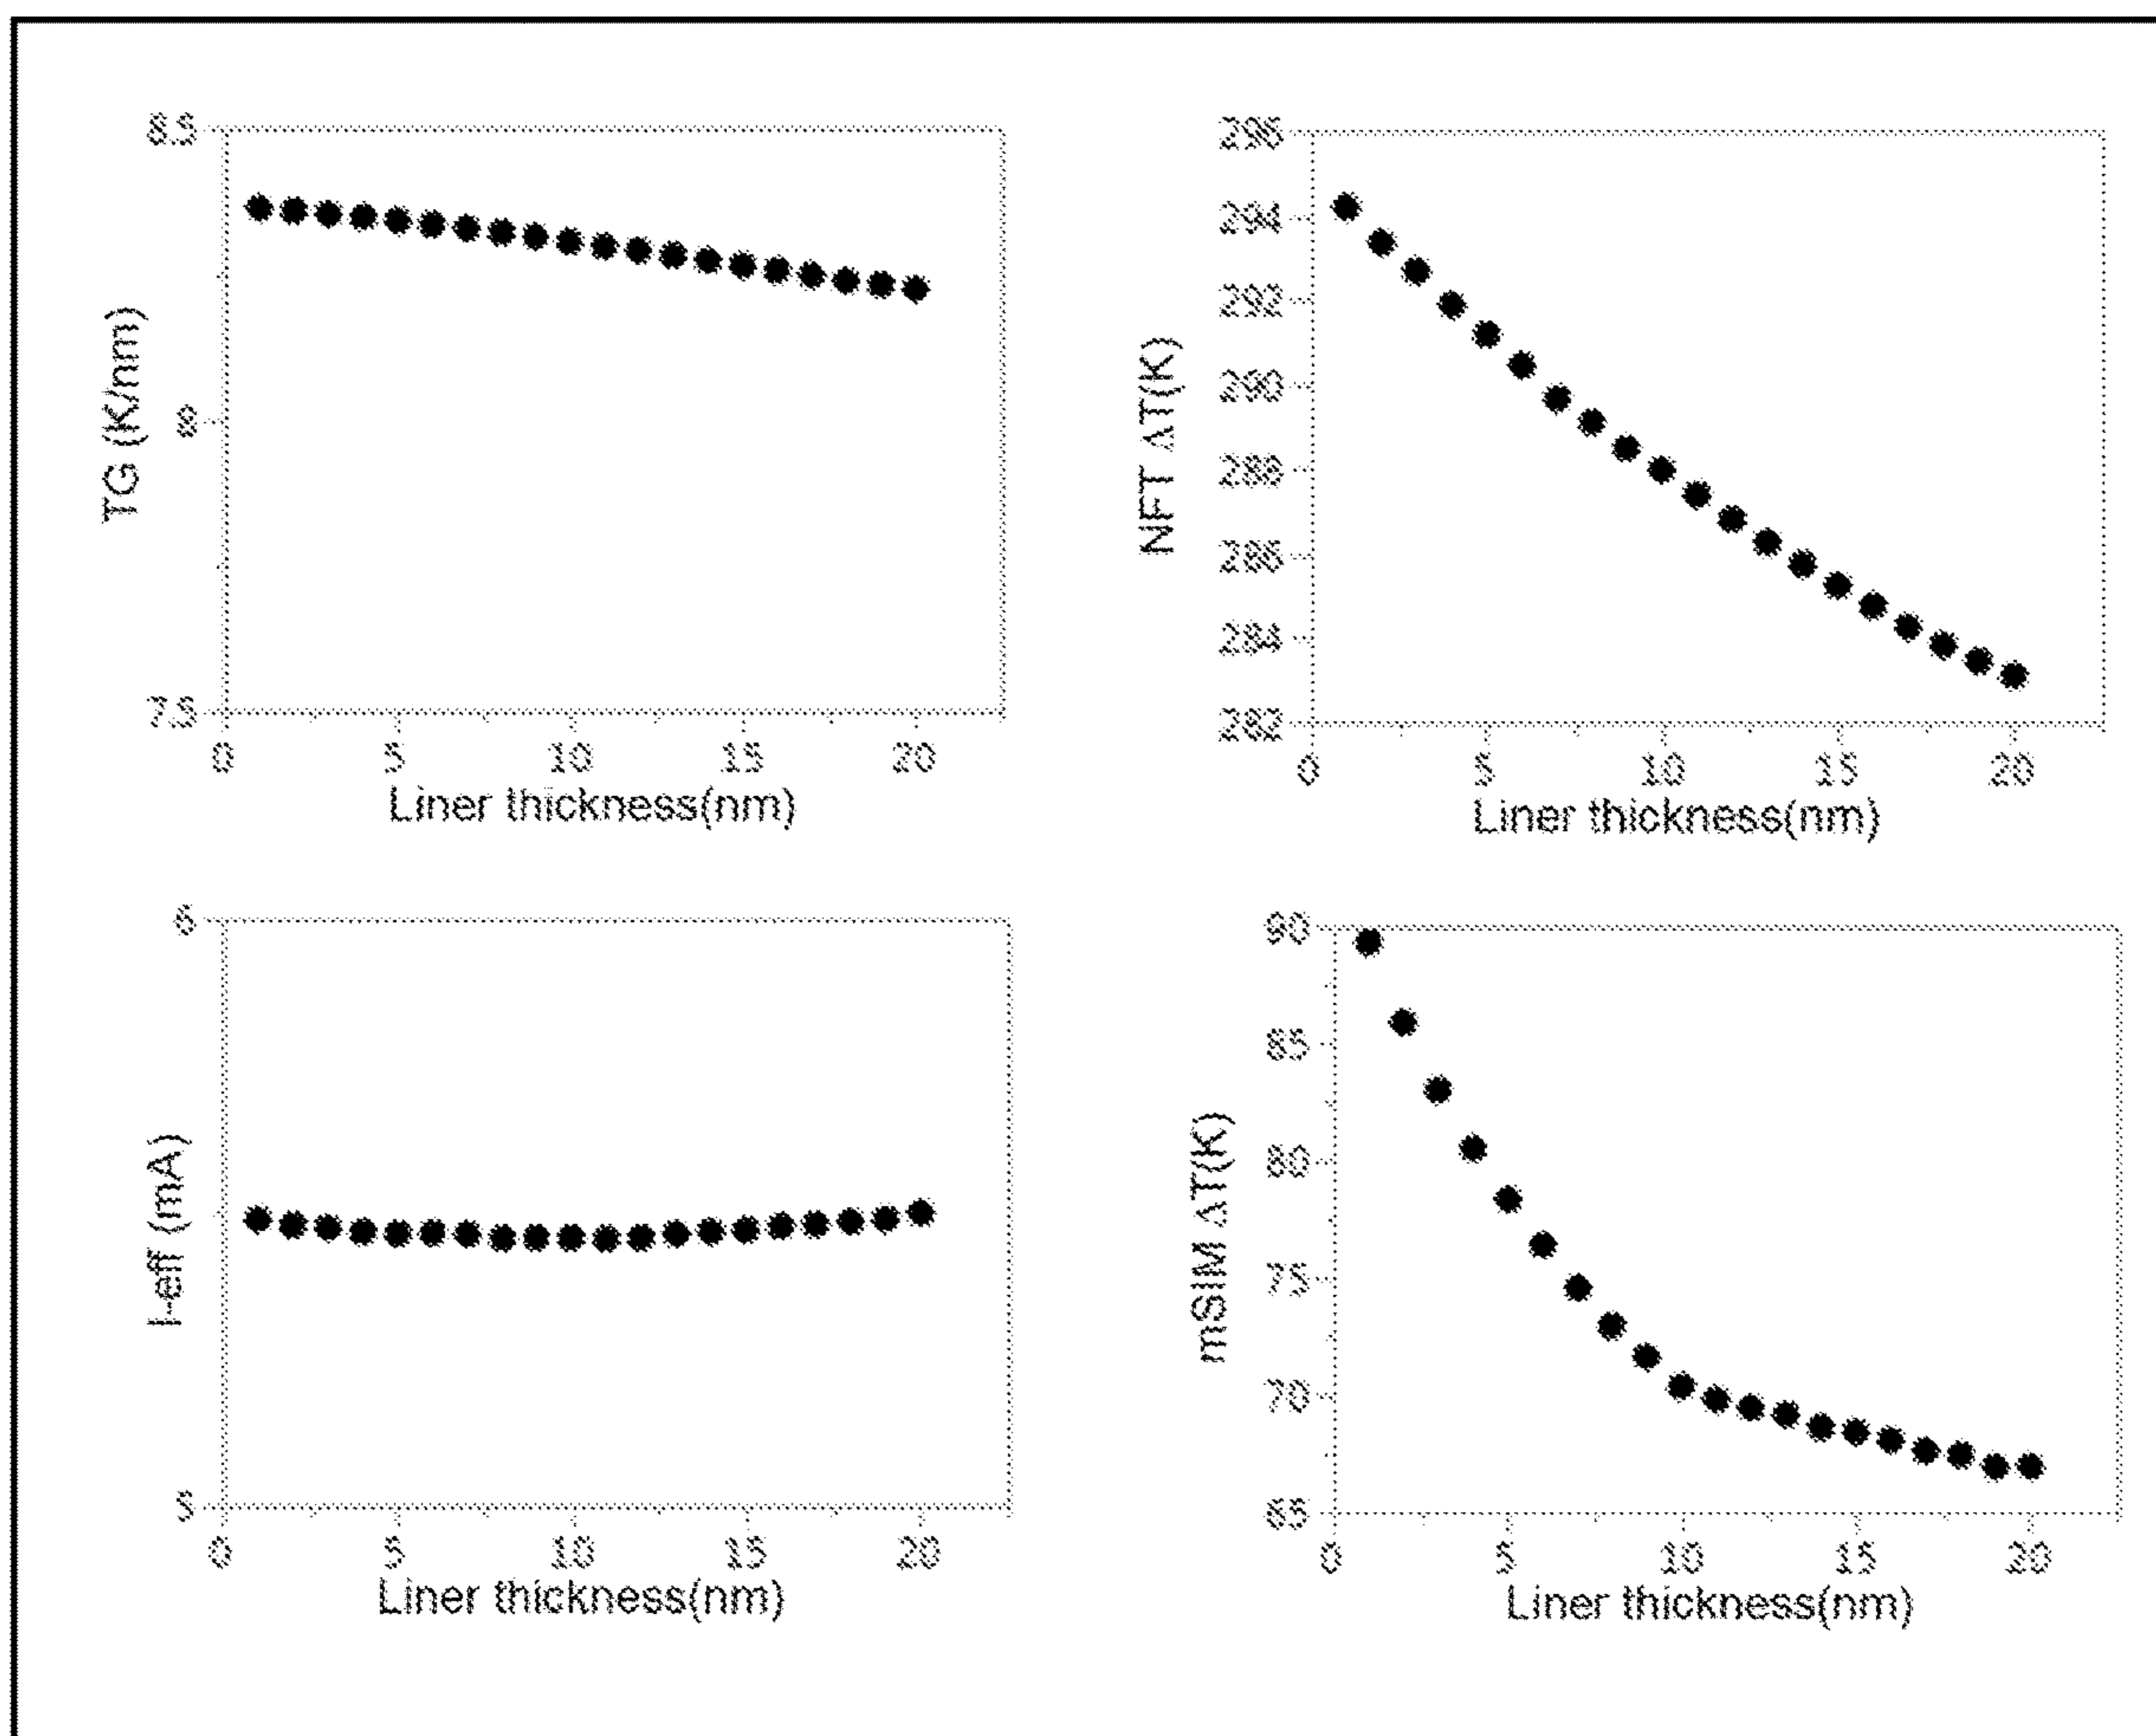 8.5
8
7.5
TG (K/nm)
0 5 10 15 20
Liner thickness(nm)
296
294
292
290
288
286
284
282
NFT ΔT(K)
0 5 10 15 20
Liner thickness(nm)
6
5
I-eff (mA)
0 5 10 15 20
Liner thickness(nm)
90
85
80
75
70
65
mSIM ΔT(K)
0 5 10 15 20
Liner thickness(nm)